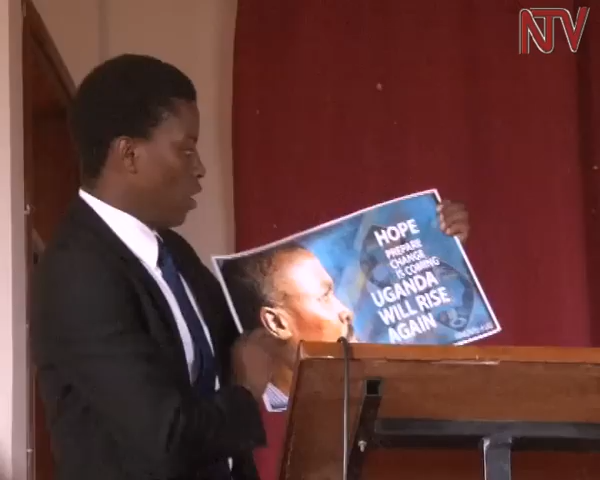 NTV
HOPE
PREPARE
CHANGE
IS COMING
UGANDA
WILL RISE
AGAIN